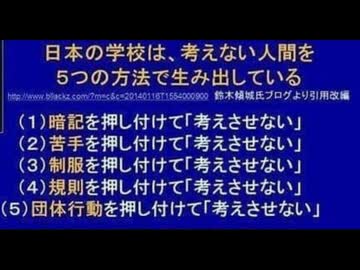 日本の学校は、考えない人間を
5つの方法で生み出している
http://www.bllackz.com/?m=c&c=20140116T1554000900 鈴木傾城氏ブログより引用改編
(1)暗記を押し付けて「考えさせない」
(2)苦手を押し付けて「考えさせない」
(3)制服を押し付けて「考えさせない」
(4)規則を押し付けて「考えさせない」
(5)団体行動を押し付けて「考えさせない」